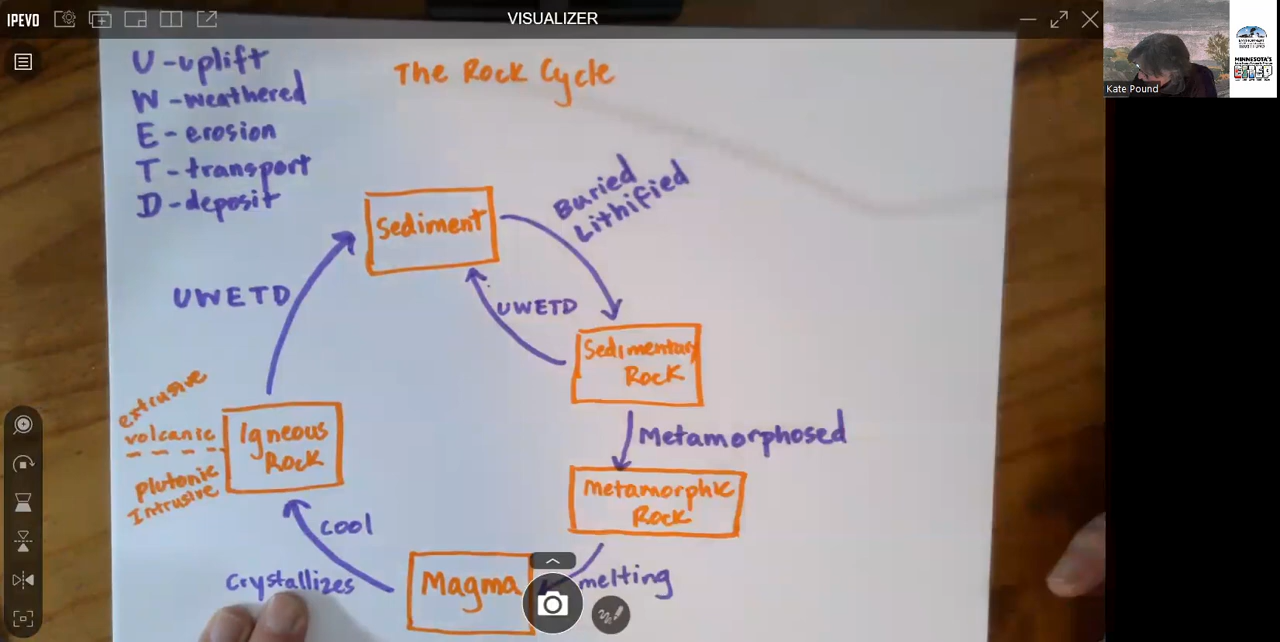 IPEVO
VISUALIZER
Kate Pound
MINNESOTA'S
U - uplift
W - weathered
E - erosion
T - transport
D - deposit
The Rock Cycle
Sediment
Buried
Lithified
UWETD
UWETD
Sedimentary
Rock
Metamorphosed
Metamorphic
Rock
melting
Magma
Cool
Crystallizes
Igneous
Rock
extrusive
volcanic
plutonic
Intrusive